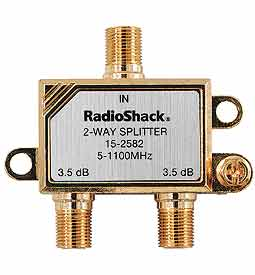 IN
RadioShack®
2-WAY SPLITTER
15-2582
5-1100MHz
3.5 dB 3.5 dB